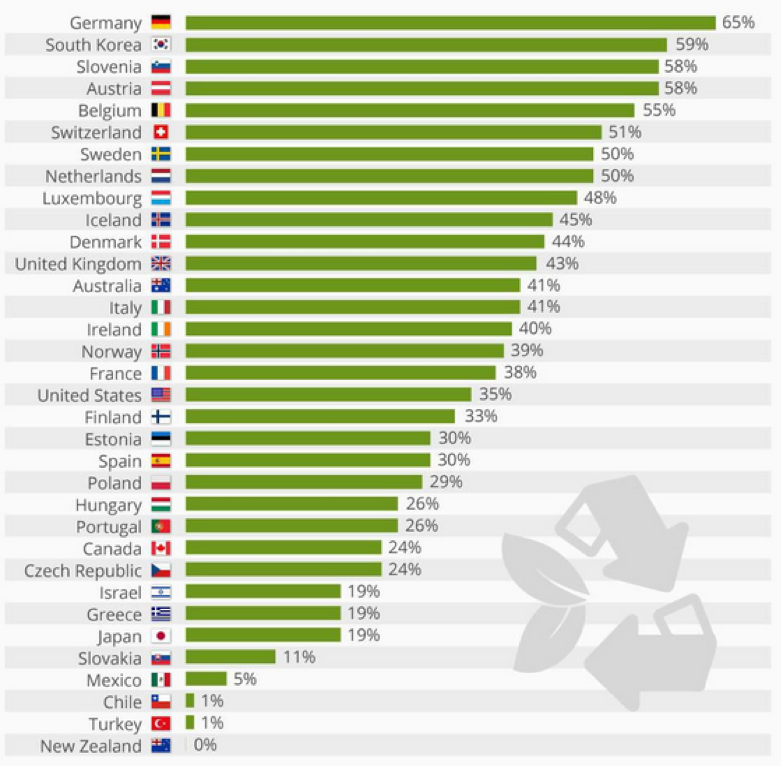 Germany 65%
South Korea 59%
Slovenia 58%
Austria 58%
Belgium 55%
Switzerland 51%
Sweden 50%
Netherlands 50%
Luxembourg 48%
Iceland 45%
Denmark 44%
United Kingdom 43%
Australia 41%
Italy 41%
Ireland 40%
Norway 39%
France 38%
United States 35%
Finland 33%
Estonia 30%
Spain 30%
Poland 29%
Hungary 26%
Portugal 26%
Canada 24%
Czech Republic 24%
Israel 19%
Greece 19%
Japan 19%
Slovakia 11%
Mexico 5%
Chile 1%
Turkey 1%
New Zealand 0%